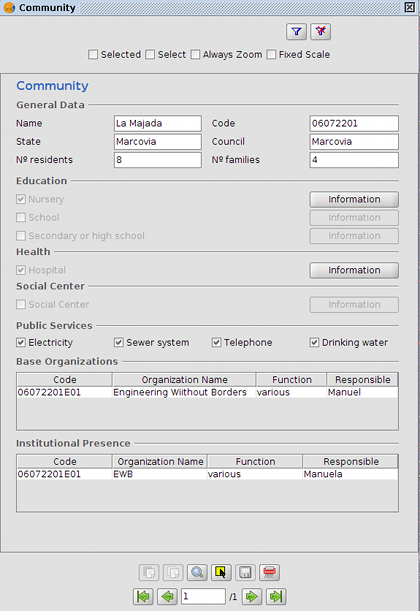 Community
Selected Select Always Zoom Fixed Scale
Community
General Data
Name La Majada Code 06072201
State Marcovia Council Marcovia
Nº residents 8 Nº families 4
Education
Nursery Information
School Information
Secondary or high school Information
Health
Hospital Information
Social Center
Social Center Information
Public Services
Electricity Sewer system Telephone Drinking water
Base Organizations
Code Organization Name Function Responsible
06072201E01 Engineering Without Borders various Manuel
Institutional Presence
Code Organization Name Function Responsible
06072201E01 EWB various Manuela
1 /1